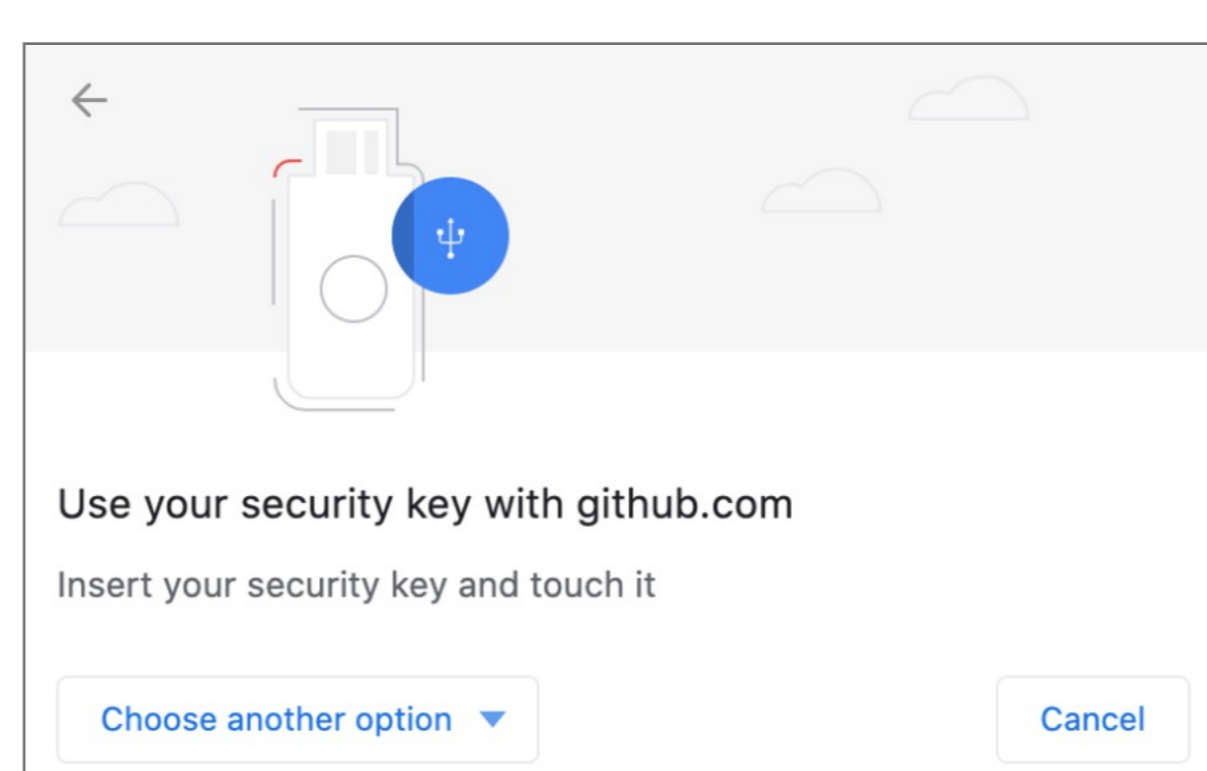 Use your security key with github.com
Insert your security key and touch it
Choose another option
Cancel